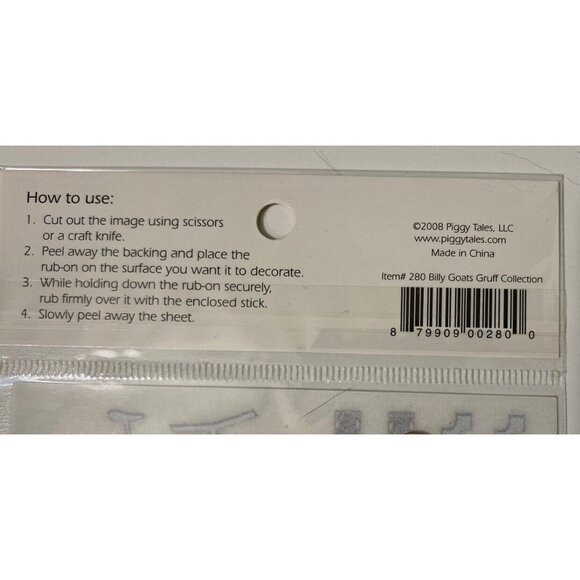 How to use:
1. Cut out the image using scissors
or a craft knife.
2. Peel away the backing and place the
rub-on on the surface you want it to decorate.
3. While holding down the rub-on securely,
rub firmly over it with the enclosed stick.
4. Slowly peel away the sheet.
©2008 Piggy Tales, LLC
www.piggytales.com
Made in China
Item# 280 Billy Goats Gruff Collection
8 79909 00280 0